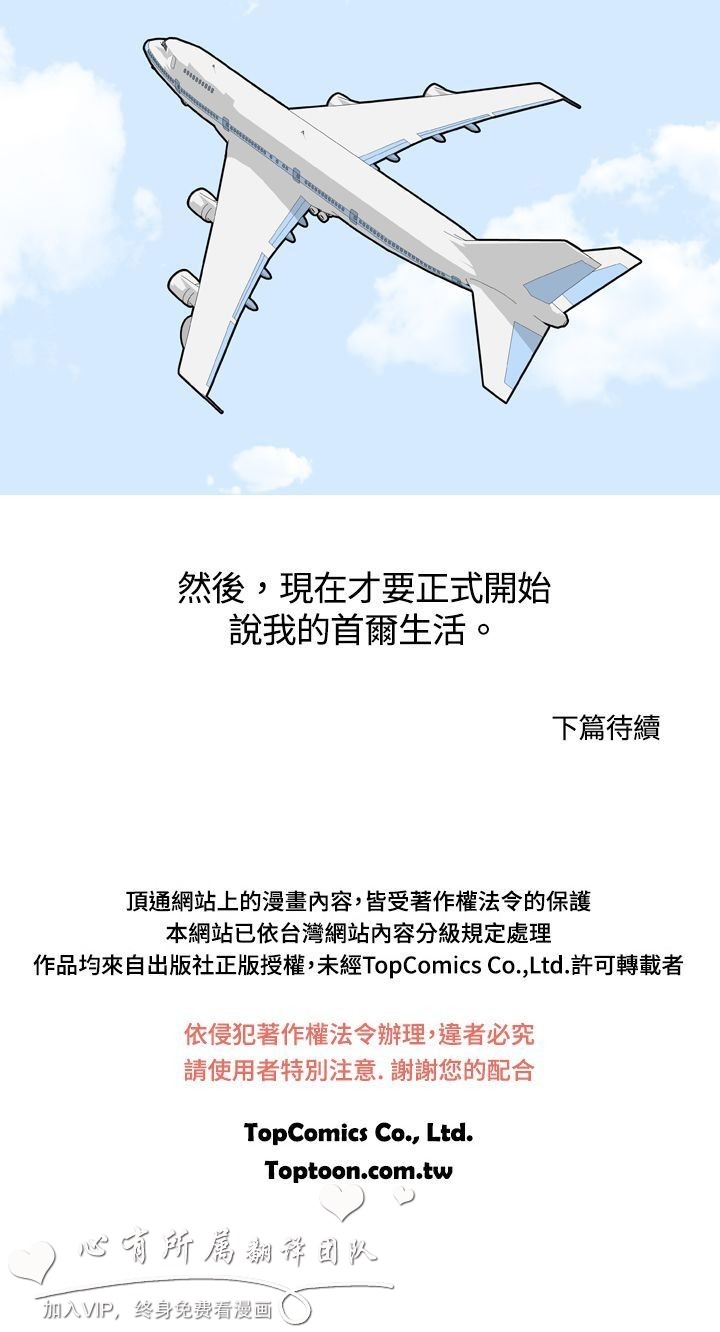 然後，現在才要正式開始
說我的首爾生活。
下篇待續
頂通網站上的漫畫內容，皆受著作權法令的保護
本網站已依台灣網站內容分級規定處理
作品均來自出版社正版授權，未經TopComics Co.,Ltd.許可轉載者
依侵犯著作權法令辦理，違者必究
請使用者特別注意. 謝謝您的配合
TopComics Co., Ltd.
Toptoon.com.tw
心有所属翻译团队
加入VIP，终身免费看漫画